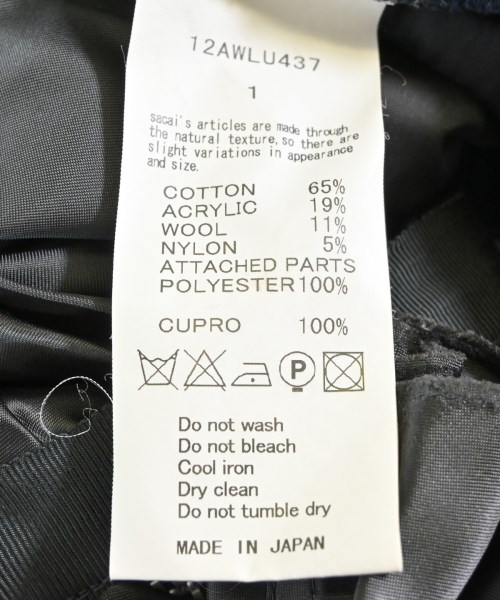 12AWLU437
1
sacai's articles are made through
the natural texture, so there are
slight variations in appearance
and size.
COTTON 65%
ACRYLIC 19%
WOOL 11%
NYLON 5%
ATTACHED PARTS
POLYESTER 100%
CUPRO 100%
P
Do not wash
Do not bleach
Cool iron
Dry clean
Do not tumble dry
MADE IN JAPAN